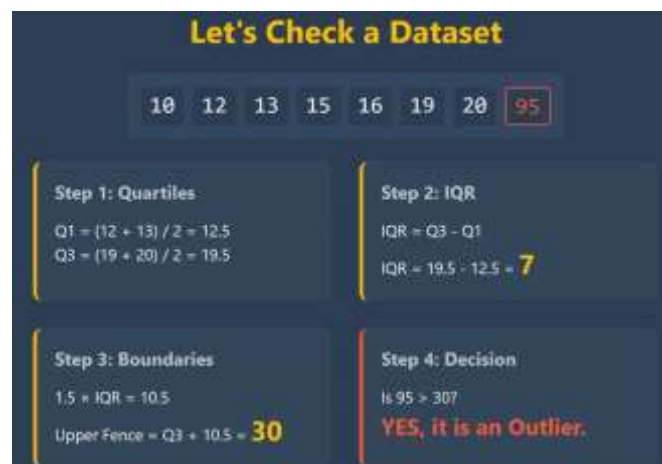 Let's Check a Dataset
10 12 13 15 16 19 20 95
Step 1: Quartiles
Q1 = (12 + 13) / 2 = 12.5
Q3 = (19 + 20) / 2 = 19.5
Step 2: IQR
IQR = Q3 - Q1
IQR = 19.5 - 12.5 = 7
Step 3: Boundaries
1.5 × IQR = 10.5
Upper Fence = Q3 + 10.5 = 30
Step 4: Decision
Is 95 > 30?
YES, it is an Outlier.